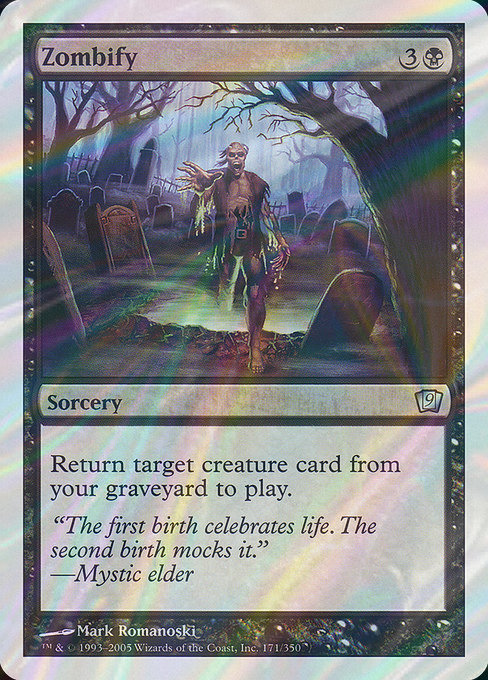 Zombify 3
Sorcery 9
Return target creature card from
your graveyard to play.
“The first birth celebrates life. The
second birth mocks it.”
—Mystic elder
Mark Romanoski
™ & © 1993–2005 Wizards of the Coast, Inc. 171/350